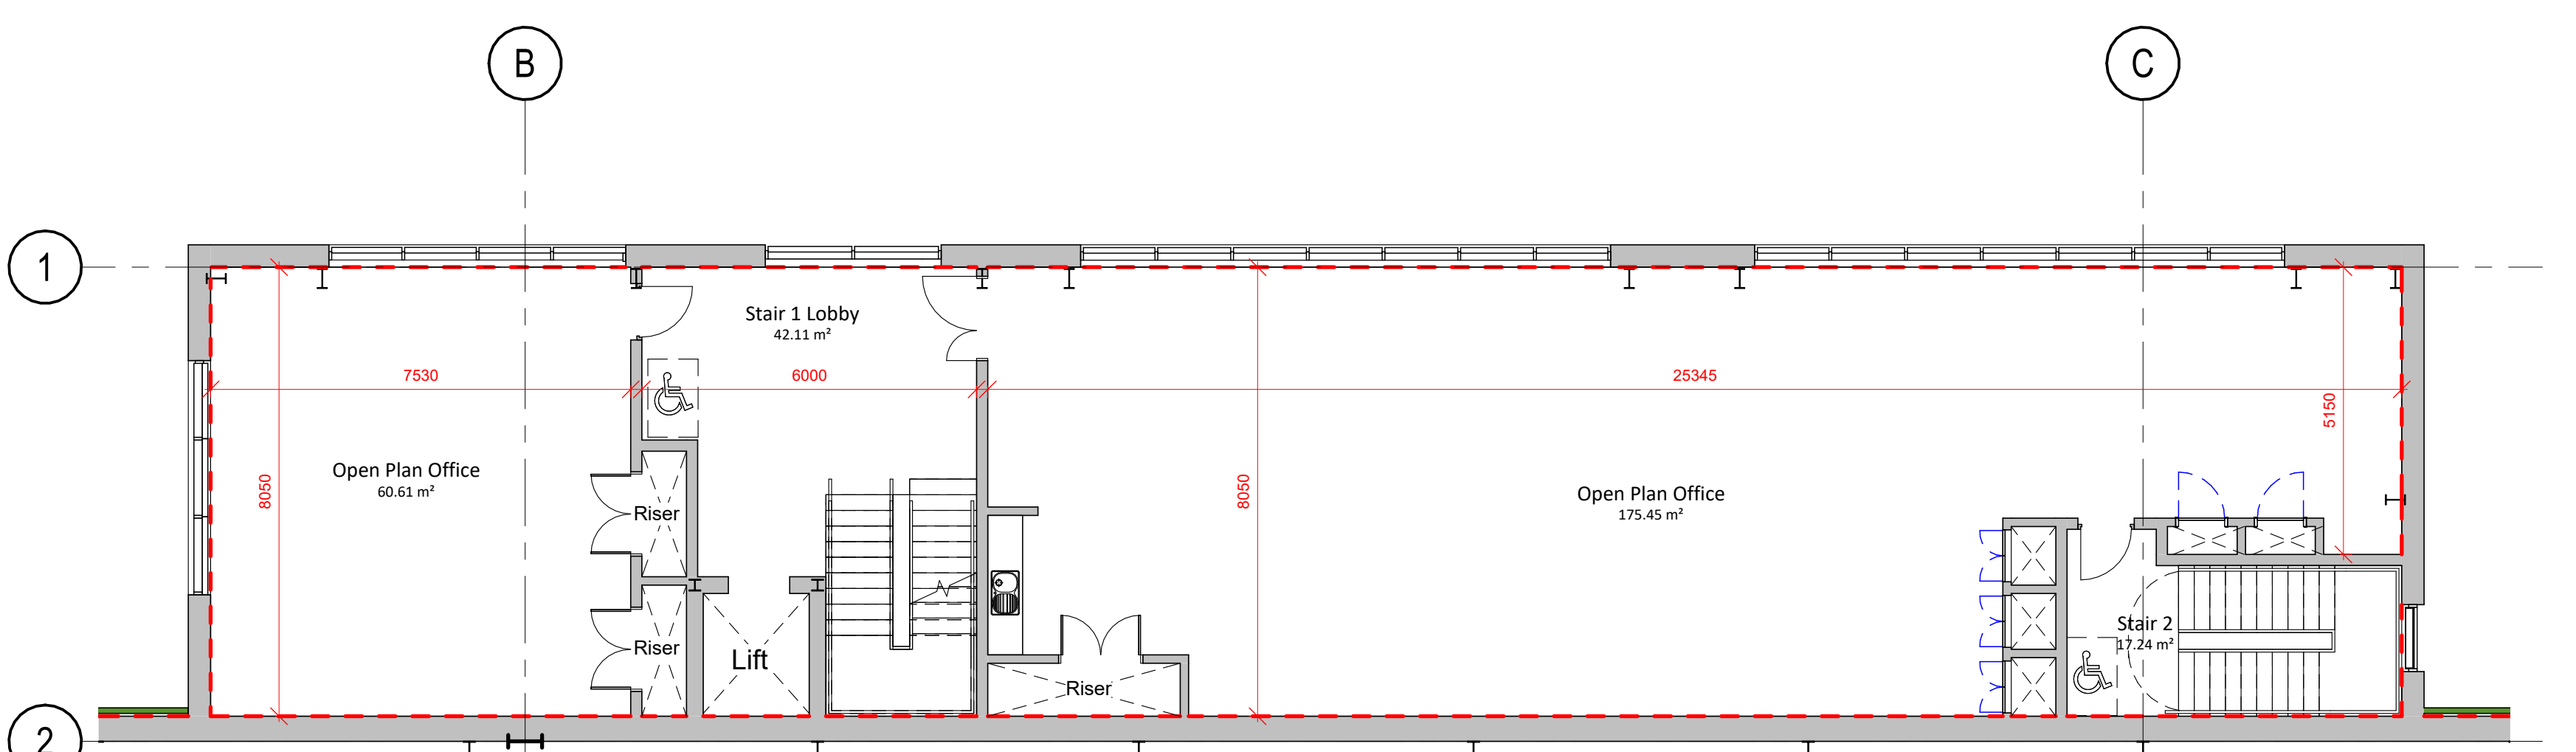 B
C
1
Stair 1 Lobby
42.11 m²
7530
6000
25345
5150
Open Plan Office
60.61 m²
8050
8050
Open Plan Office
175.45 m²
Riser
Riser
Lift
Riser
Stair 2
17.24 m²
2